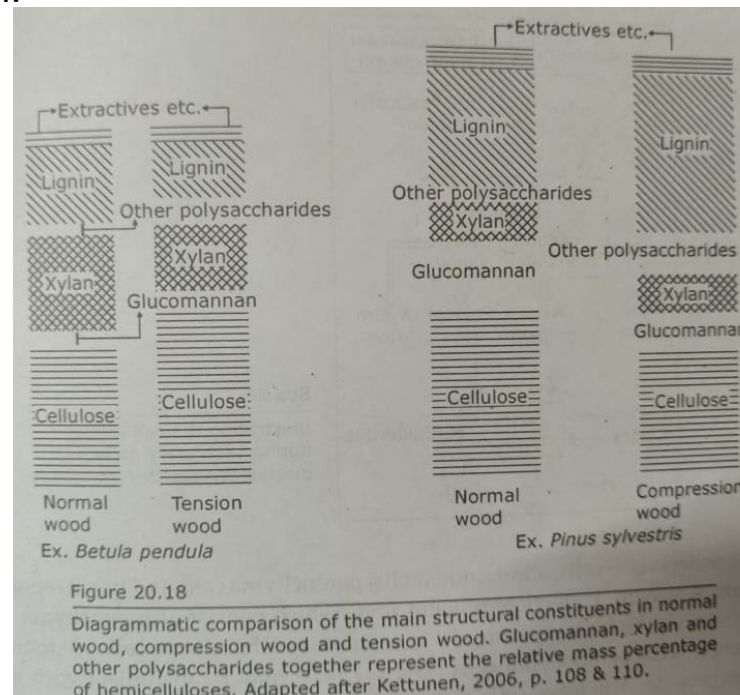 Extractives etc.
Lignin
Lignin
Other polysaccharides
Xylan
Xylan
Glucomannan
Cellulose
Cellulose
Normal
wood
Tension
wood
Ex. Betula pendula
Extractives etc.
Lignin
Lignin
Other polysaccharides
Xylan
Other polysaccharides
Glucomannan
Xylan
Glucomannan
Cellulose
Cellulose
Normal
wood
Compression
wood
Ex. Pinus sylvestris
Figure 20.18
Diagrammatic comparison of the main structural constituents in normal
wood, compression wood and tension wood. Glucomannan, xylan and
other polysaccharides together represent the relative mass percentage
of hemicelluloses. Adapted after Kettunen, 2006, p. 108 & 110.